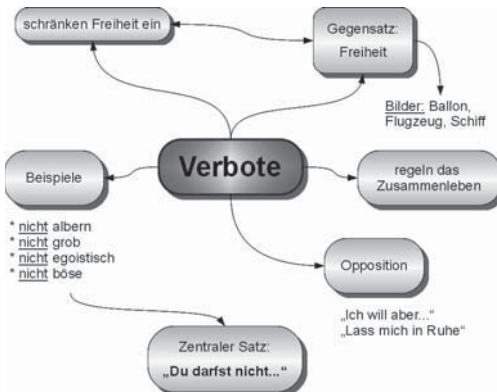 schränken Freiheit ein
Gegensatz:
Freiheit
Bilder: Ballon,
Flugzeug, Schiff
Verbote
Beispiele
regeln das
Zusammenleben
* nicht albern
* nicht grob
* nicht egoistisch
* nicht böse
Opposition
„Ich will aber...“
„Lass mich in Ruhe“
Zentraler Satz:
„Du darfst nicht...“